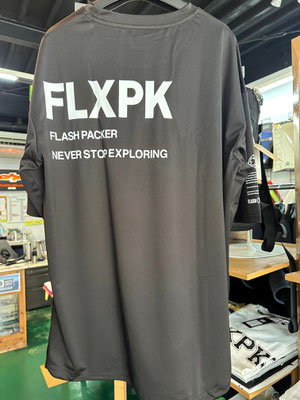 FLXPK
FLASH PACKER
NEVER STOP EXPLORING